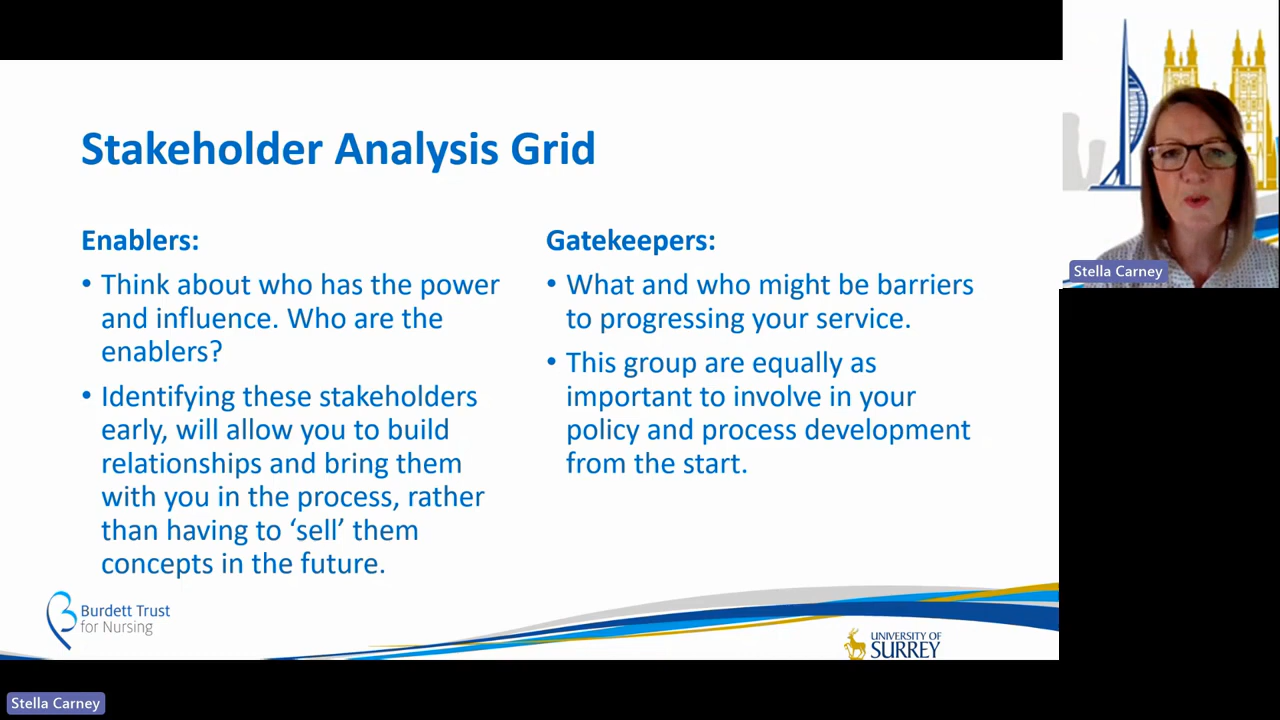 Stakeholder Analysis Grid
Enablers:
• Think about who has the power
and influence. Who are the
enablers?
• Identifying these stakeholders
early, will allow you to build
relationships and bring them
with you in the process, rather
than having to ‘sell’ them
concepts in the future.
Gatekeepers:
• What and who might be barriers
to progressing your service.
• This group are equally as
important to involve in your
policy and process development
from the start.
Burdett Trust
for Nursing
UNIVERSITY OF
SURREY
Stella Carney
Stella Carney